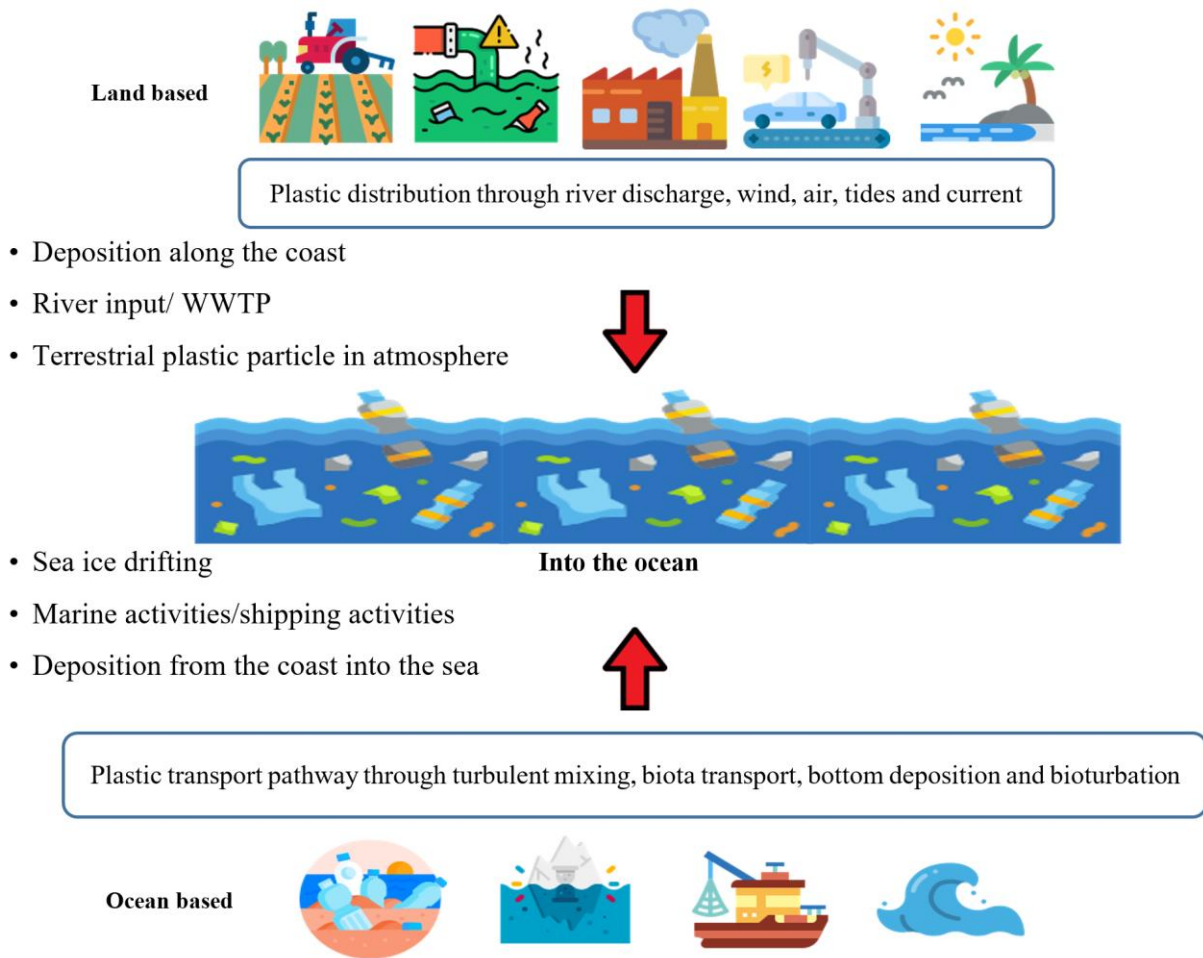 Land based
Plastic distribution through river discharge, wind, air, tides and current
• Deposition along the coast
• River input/ WWTP
• Terrestrial plastic particle in atmosphere
• Sea ice drifting
Into the ocean
• Marine activities/shipping activities
• Deposition from the coast into the sea
Plastic transport pathway through turbulent mixing, biota transport, bottom deposition and bioturbation
Ocean based